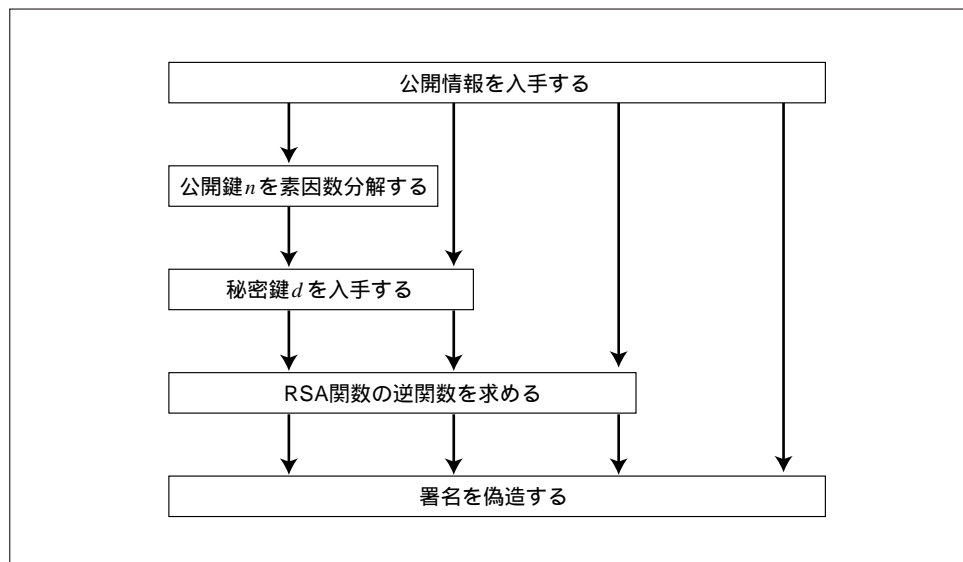 公開情報を入手する
公開鍵nを素因数分解する
秘密鍵dを入手する
RSA関数の逆関数を求める
署名を偽造する